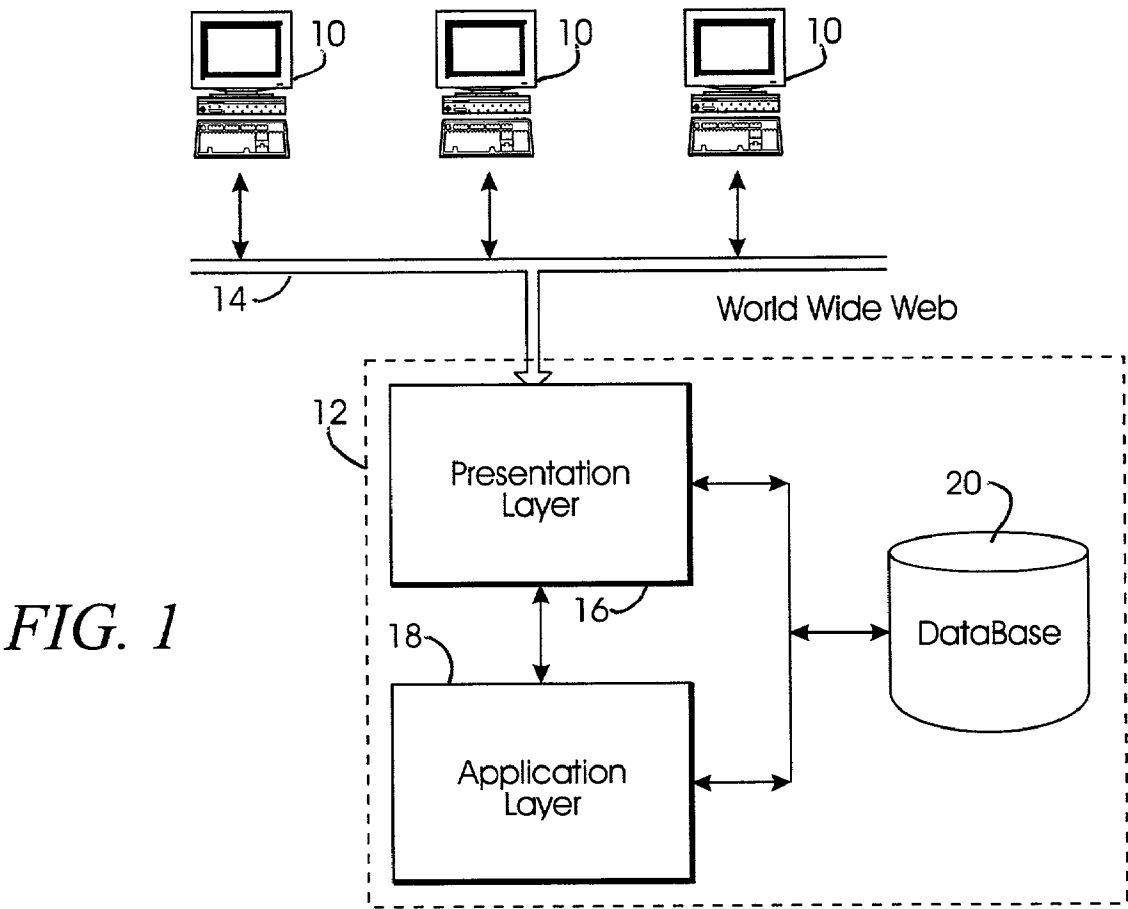 10
10
10
14
World Wide Web
12
Presentation
Layer
20
16
DataBase
FIG. 1
18
Application
Layer